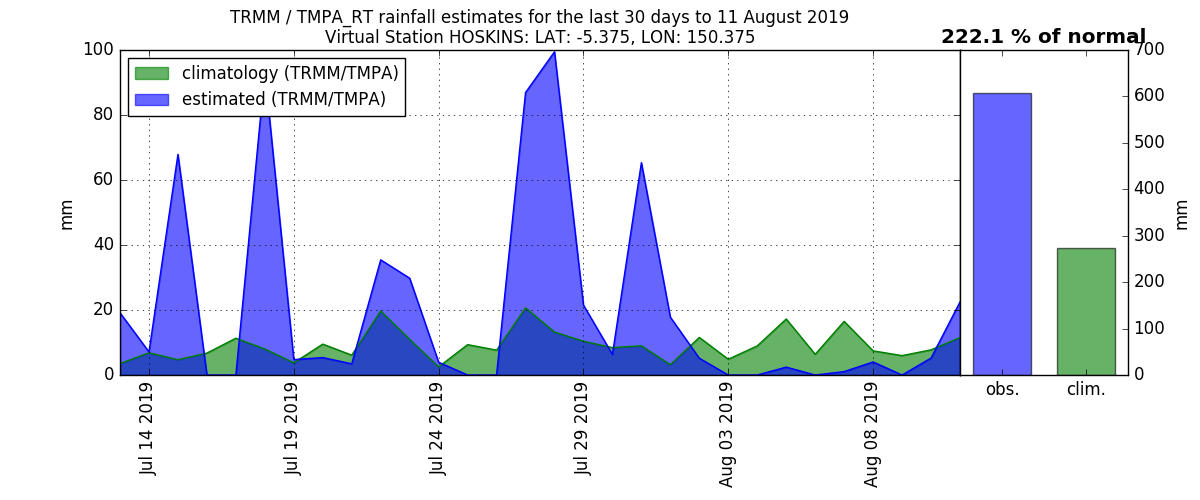 TRMM / TMPA_RT rainfall estimates for the last 30 days to 11 August 2019
Virtual Station HOSKINS: LAT: -5.375, LON: 150.375
222.1 % of normal
climatology (TRMM/TMPA)
estimated (TRMM/TMPA)
100
80
60
40
20
0
mm
Jul 14 2019
Jul 19 2019
Jul 24 2019
Jul 29 2019
Aug 03 2019
Aug 08 2019
700
600
500
400
300
200
100
0
mm
obs.
clim.